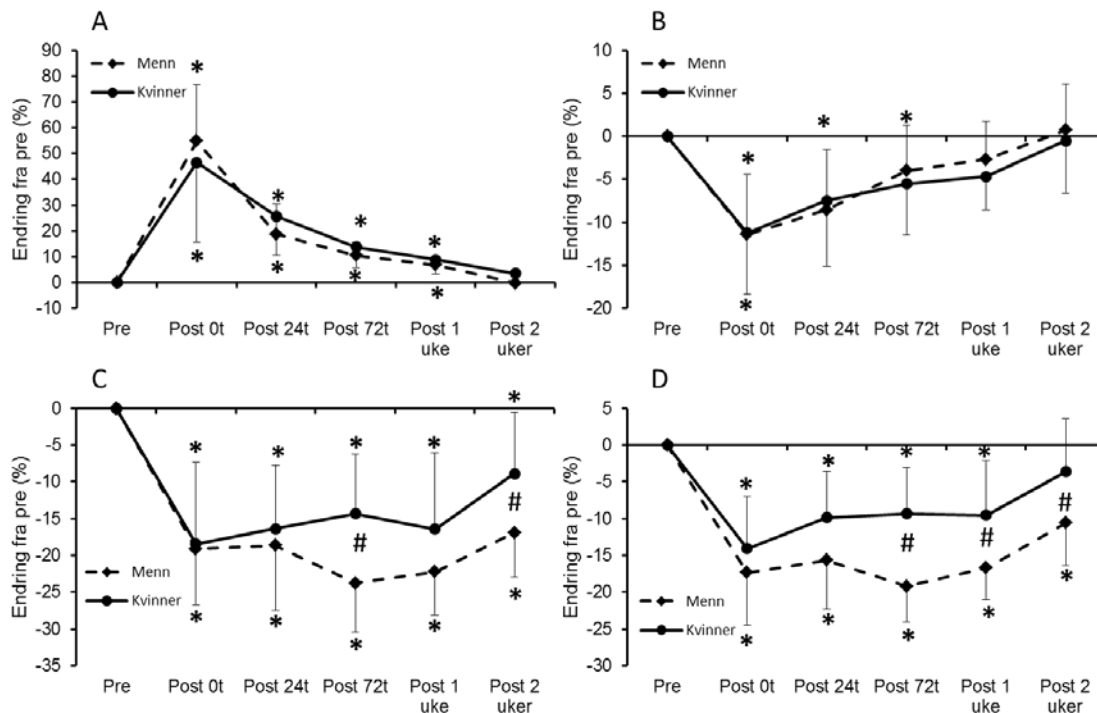 A
Endring fra pre (%)
90
80
70
60
50
40
30
20
10
0
-10
Menn
Kvinner
*
*
*
*
*
*
*
*
Pre
Post 0t
Post 24t
Post 72t
Post 1
uke
Post 2
uker
B
Endring fra pre (%)
10
5
0
-5
-10
-15
-20
Menn
Kvinner
*
*
*
*
Pre
Post 0t
Post 24t
Post 72t
Post 1
uke
Post 2
uker
C
Endring fra pre (%)
0
-5
-10
-15
-20
-25
-30
-35
*
*
*
*
*
#
#
Menn
Kvinner
*
*
*
*
*
Pre
Post 0t
Post 24t
Post 72t
Post 1
uke
Post 2
uker
D
Endring fra pre (%)
5
0
-5
-10
-15
-20
-25
-30
*
*
*
*
#
#
#
Menn
Kvinner
*
*
*
*
*
Pre
Post 0t
Post 24t
Post 72t
Post 1
uke
Post 2
uker